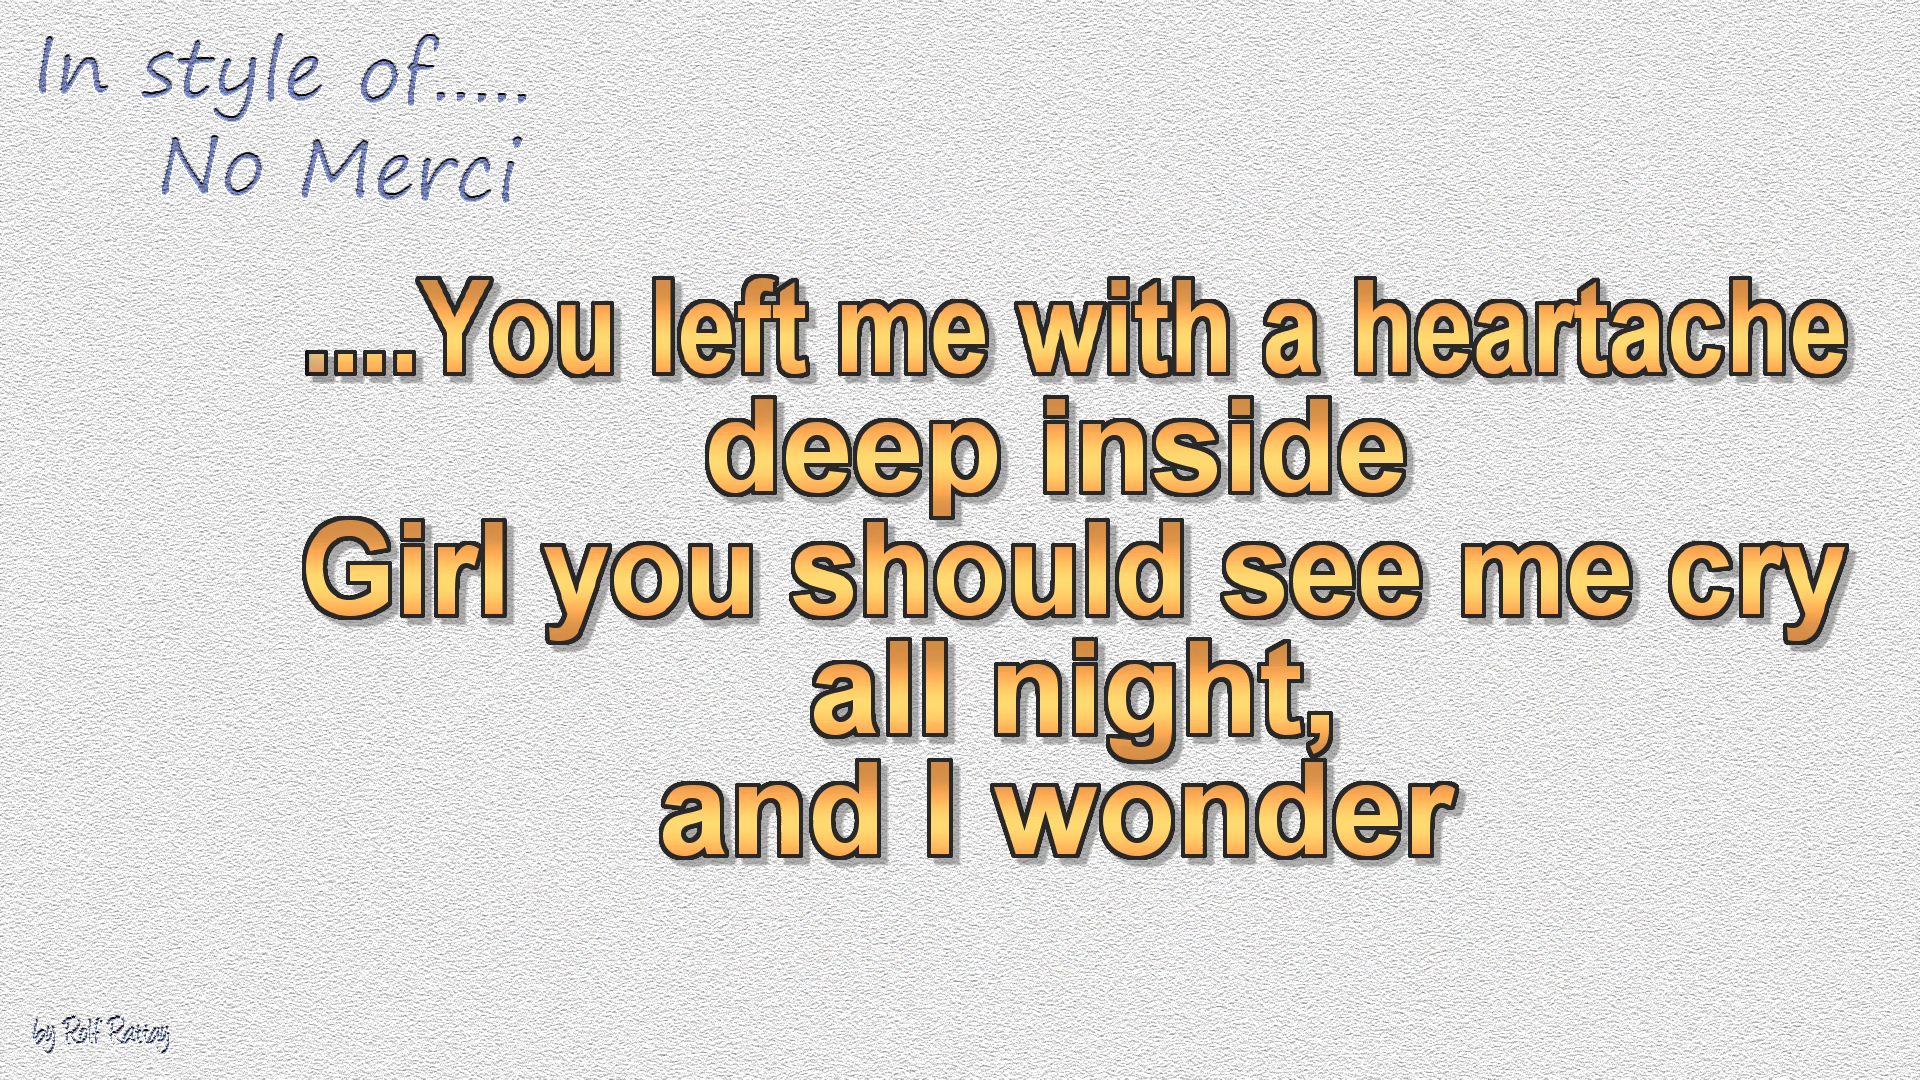 In style of.....
No Merci
....You left me with a heartache
deep inside
Girl you should see me cry
all night,
and I wonder
by Rolf Rattay